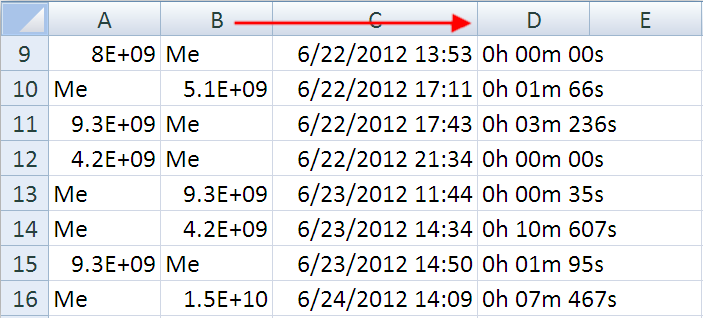 A B C D E
9 8E+09 Me 6/22/2012 13:53 0h 00m 00s
10 Me 5.1E+09 6/22/2012 17:11 0h 01m 66s
11 9.3E+09 Me 6/22/2012 17:43 0h 03m 236s
12 4.2E+09 Me 6/22/2012 21:34 0h 00m 00s
13 Me 9.3E+09 6/23/2012 11:44 0h 00m 35s
14 Me 4.2E+09 6/23/2012 14:34 0h 10m 607s
15 9.3E+09 Me 6/23/2012 14:50 0h 01m 95s
16 Me 1.5E+10 6/24/2012 14:09 0h 07m 467s